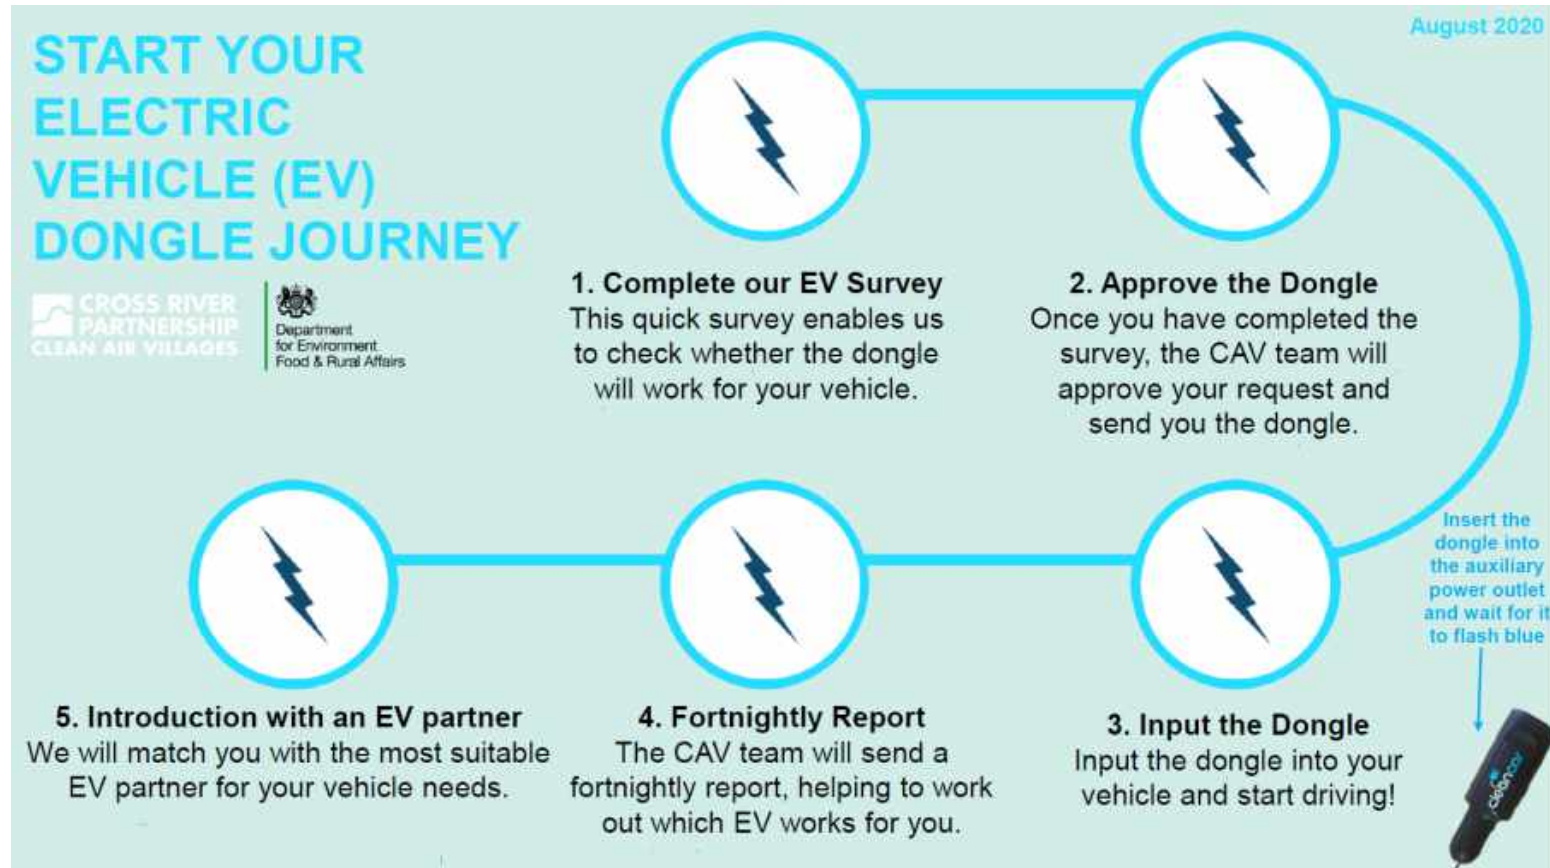 START YOUR
ELECTRIC
VEHICLE (EV)
DONGLE JOURNEY
CROSS RIVER
PARTNERSHIP
CLEAN AIR VILLAGES
Department
for Environment
Food & Rural Affairs
August 2020
1. Complete our EV Survey
This quick survey enables us
to check whether the dongle
will work for your vehicle.
2. Approve the Dongle
Once you have completed the
survey, the CAV team will
approve your request and
send you the dongle.
Insert the
dongle into
the auxiliary
power outlet
and wait for it
to flash blue
3. Input the Dongle
Input the dongle into your
vehicle and start driving!
cleancar
4. Fortnightly Report
The CAV team will send a
fortnightly report, helping to work
out which EV works for you.
5. Introduction with an EV partner
We will match you with the most suitable
EV partner for your vehicle needs.